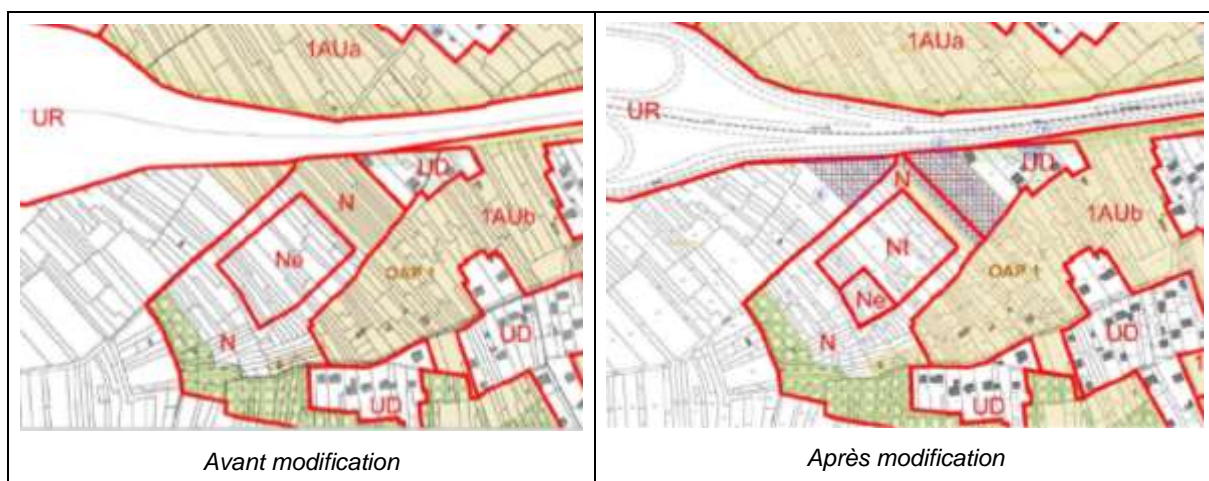 1AUa
UR
UD
N
1AUb
Ne
OAP 1
N
UD
UD
Avant modification
1AUa
UR
UD
N
1AUb
Nt
OAP 1
Ne
N
UD
UD
Après modification